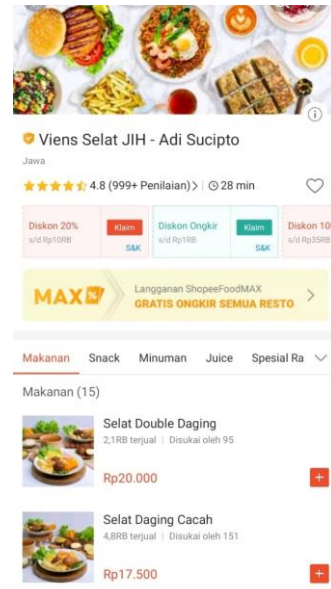 Viens Selat JIH - Adi Sucipto
Jawa
4.8 (999+ Penilaian) > | 28 min
Diskon 20%
s/d Rp10RB
Klaim
S&K
Diskon Ongkir
s/d Rp1RB
Klaim
S&K
Diskon 10
s/d Rp35RB
MAX
Langganan ShopeeFoodMAX
GRATIS ONGKIR SEMUA RESTO >
Makanan Snack Minuman Juice Spesial Ra
Makanan (15)
Selat Double Daging
2,1RB terjual | Disukai oleh 95
Rp20.000
+
Selat Daging Cacah
4,8RB terjual | Disukai oleh 151
Rp17.500
+